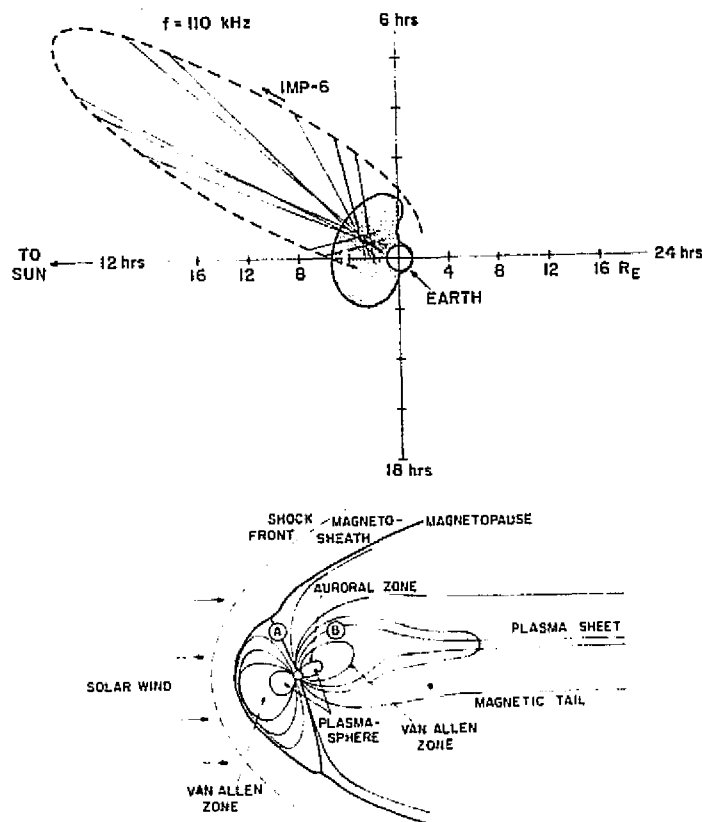 f = 110 kHz
6 hrs
IMP-6
TO SUN
12 hrs
16
12
8
4
8
12
16
R_E
24 hrs
EARTH
18 hrs
SHOCK FRONT
MAGNETO-SHEATH
MAGNETOPAUSE
AURORAL ZONE
A
B
PLASMA SHEET
SOLAR WIND
MAGNETIC TAIL
PLASMA-SPHERE
VAN ALLEN ZONE
VAN ALLEN ZONE